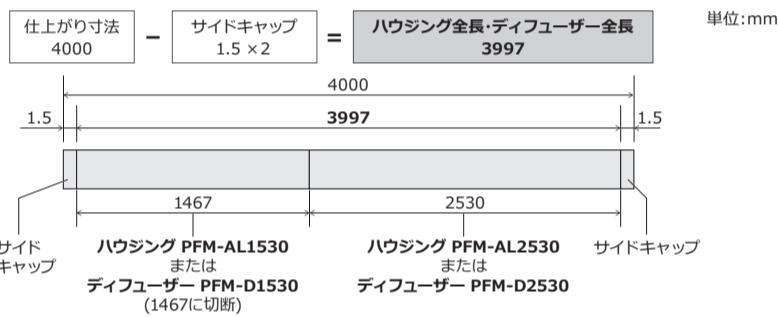 単位:mm
仕上がり寸法
4000
−
サイドキャップ
1.5 ×2
=
ハウジング全長・ディフューザー全長
3997
4000
1.5
3997
1.5
1467
2530
サイド
キャップ
ハウジング PFM-AL1530
または
ディフューザー PFM-D1530
(1467に切断)
ハウジング PFM-AL2530
または
ディフューザー PFM-D2530
サイドキャップ